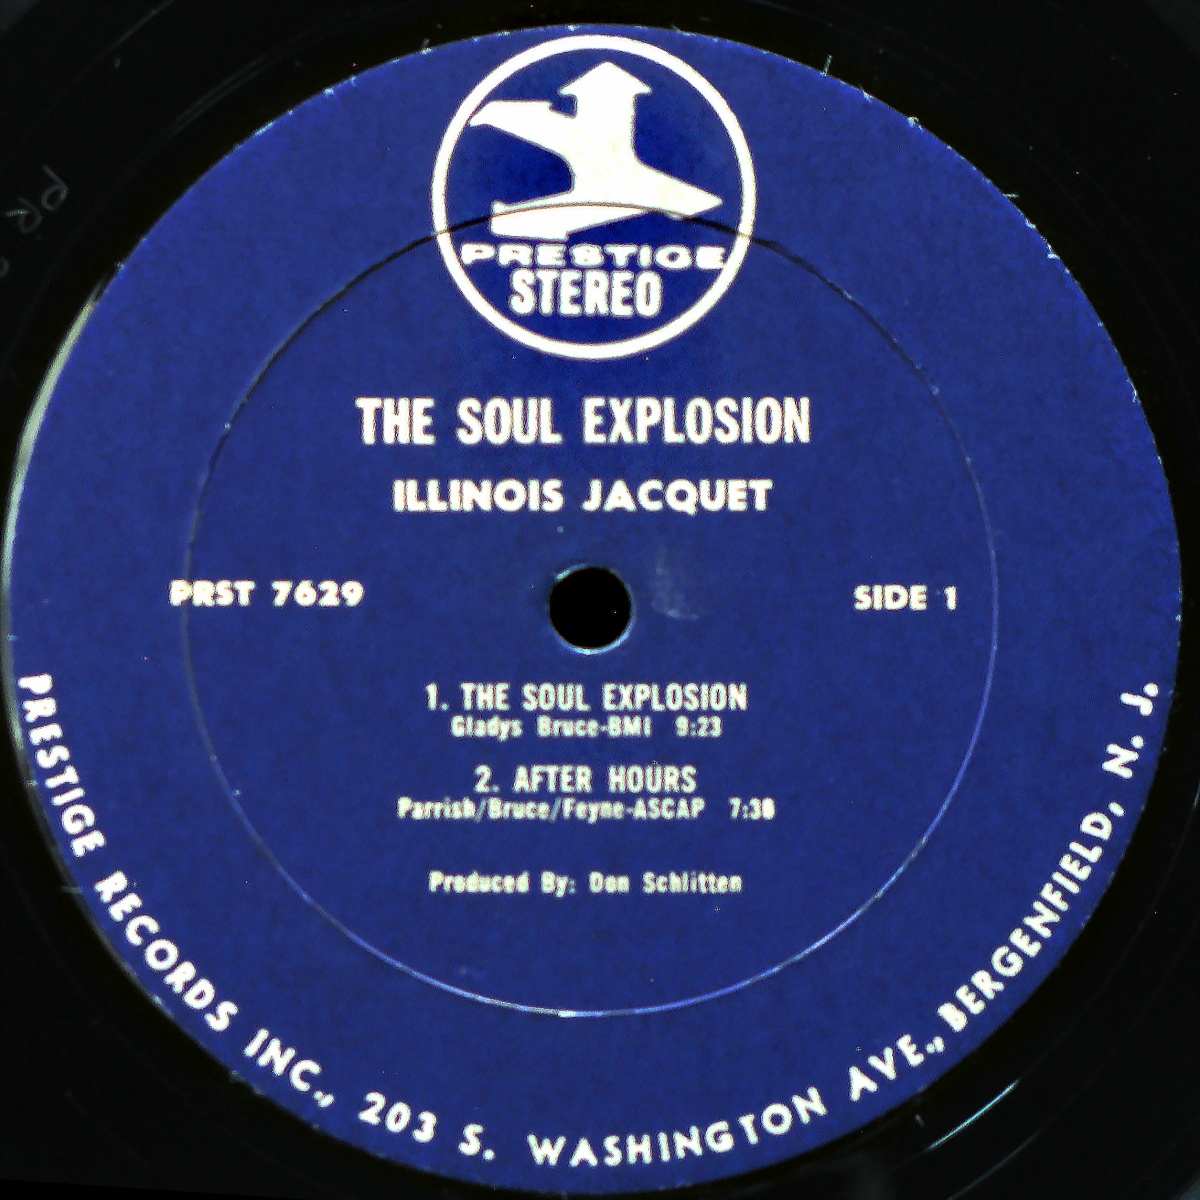 PRESTIGE
STEREO
THE SOUL EXPLOSION
ILLINOIS JACQUET
PRST 7629
SIDE 1
1. THE SOUL EXPLOSION
Gladys Bruce-BMI 9:23
2. AFTER HOURS
Parrish/Bruce/Feyne-ASCAP
Produced By: Don Schlitten
PRESTIGE RECORDS INC., 203 S. WASHINGTON AVE., BERGENFIELD, N. J.